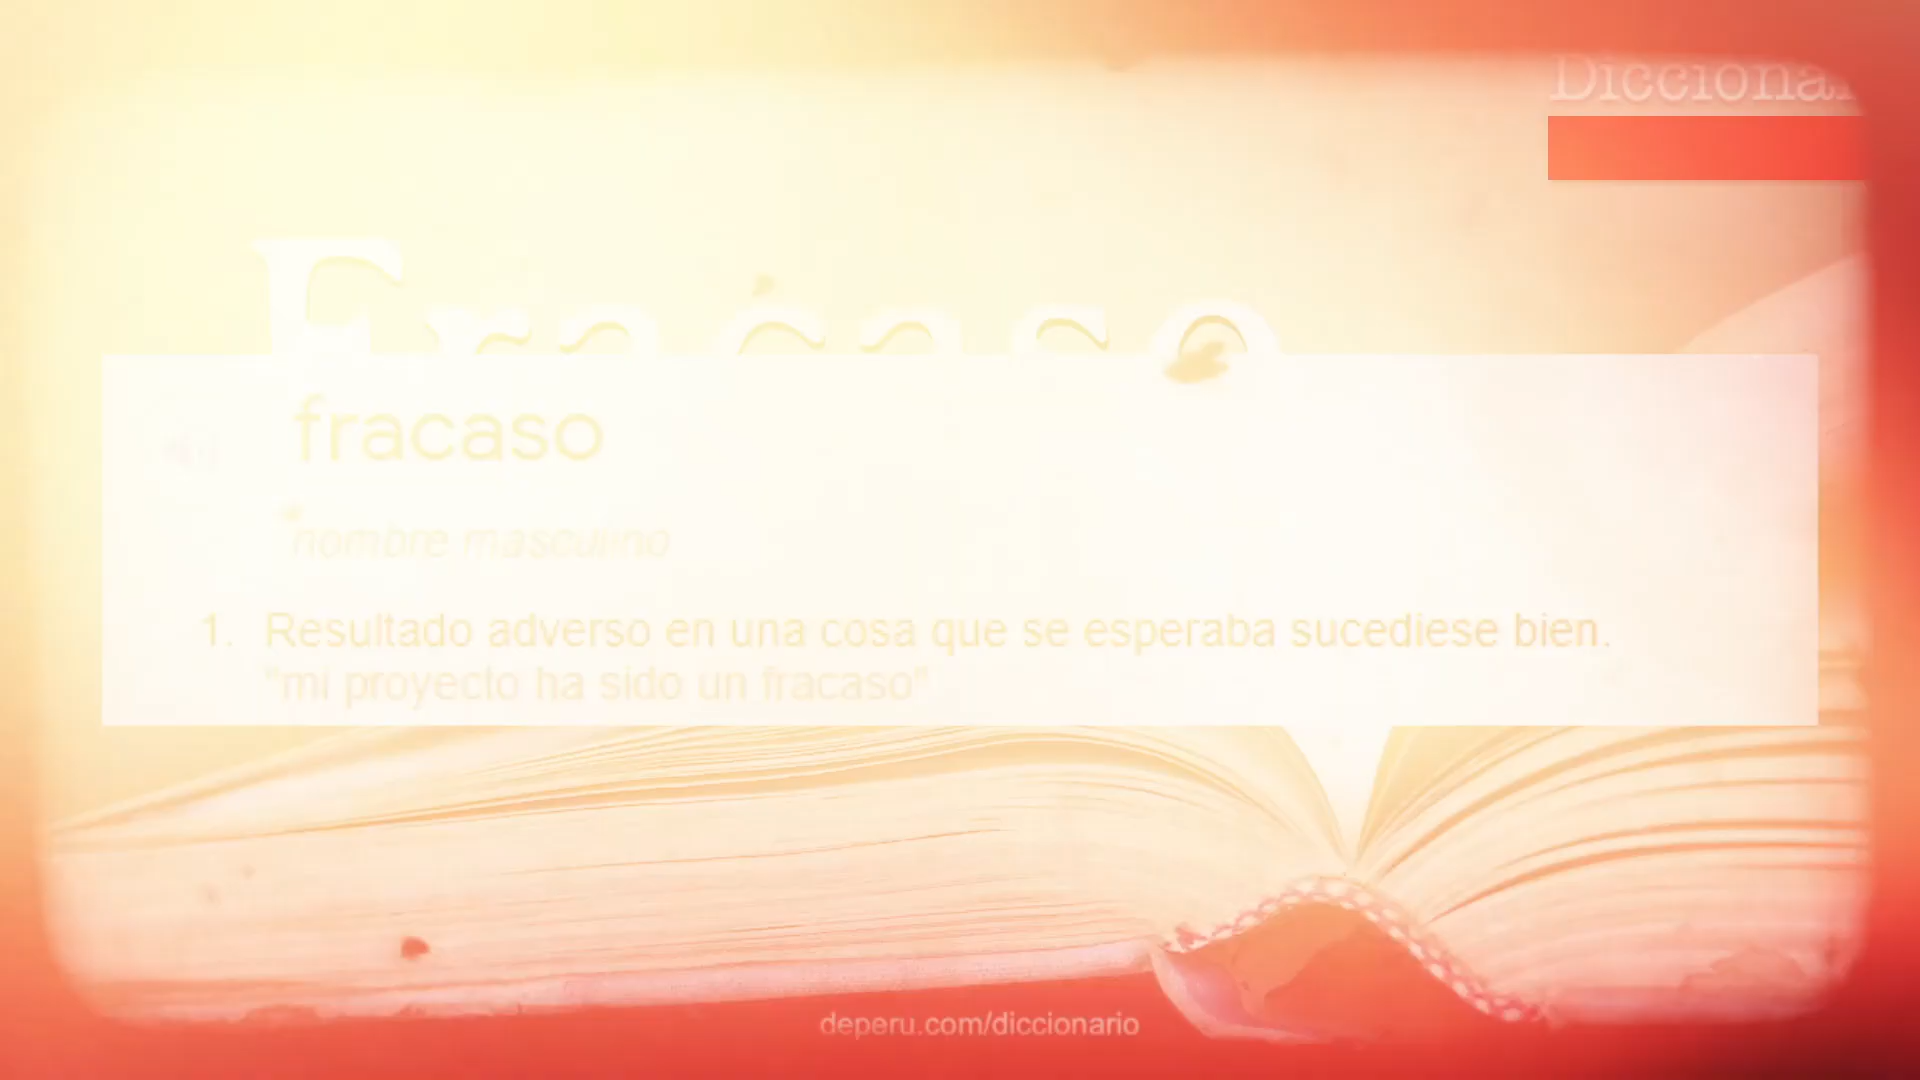 Dicciona
Fracaso
fracaso
nombre masculino
1. Resultado adverso en una cosa que se esperaba sucediese bien.
"mi proyecto ha sido un fracaso"
deperu.com/diccionario